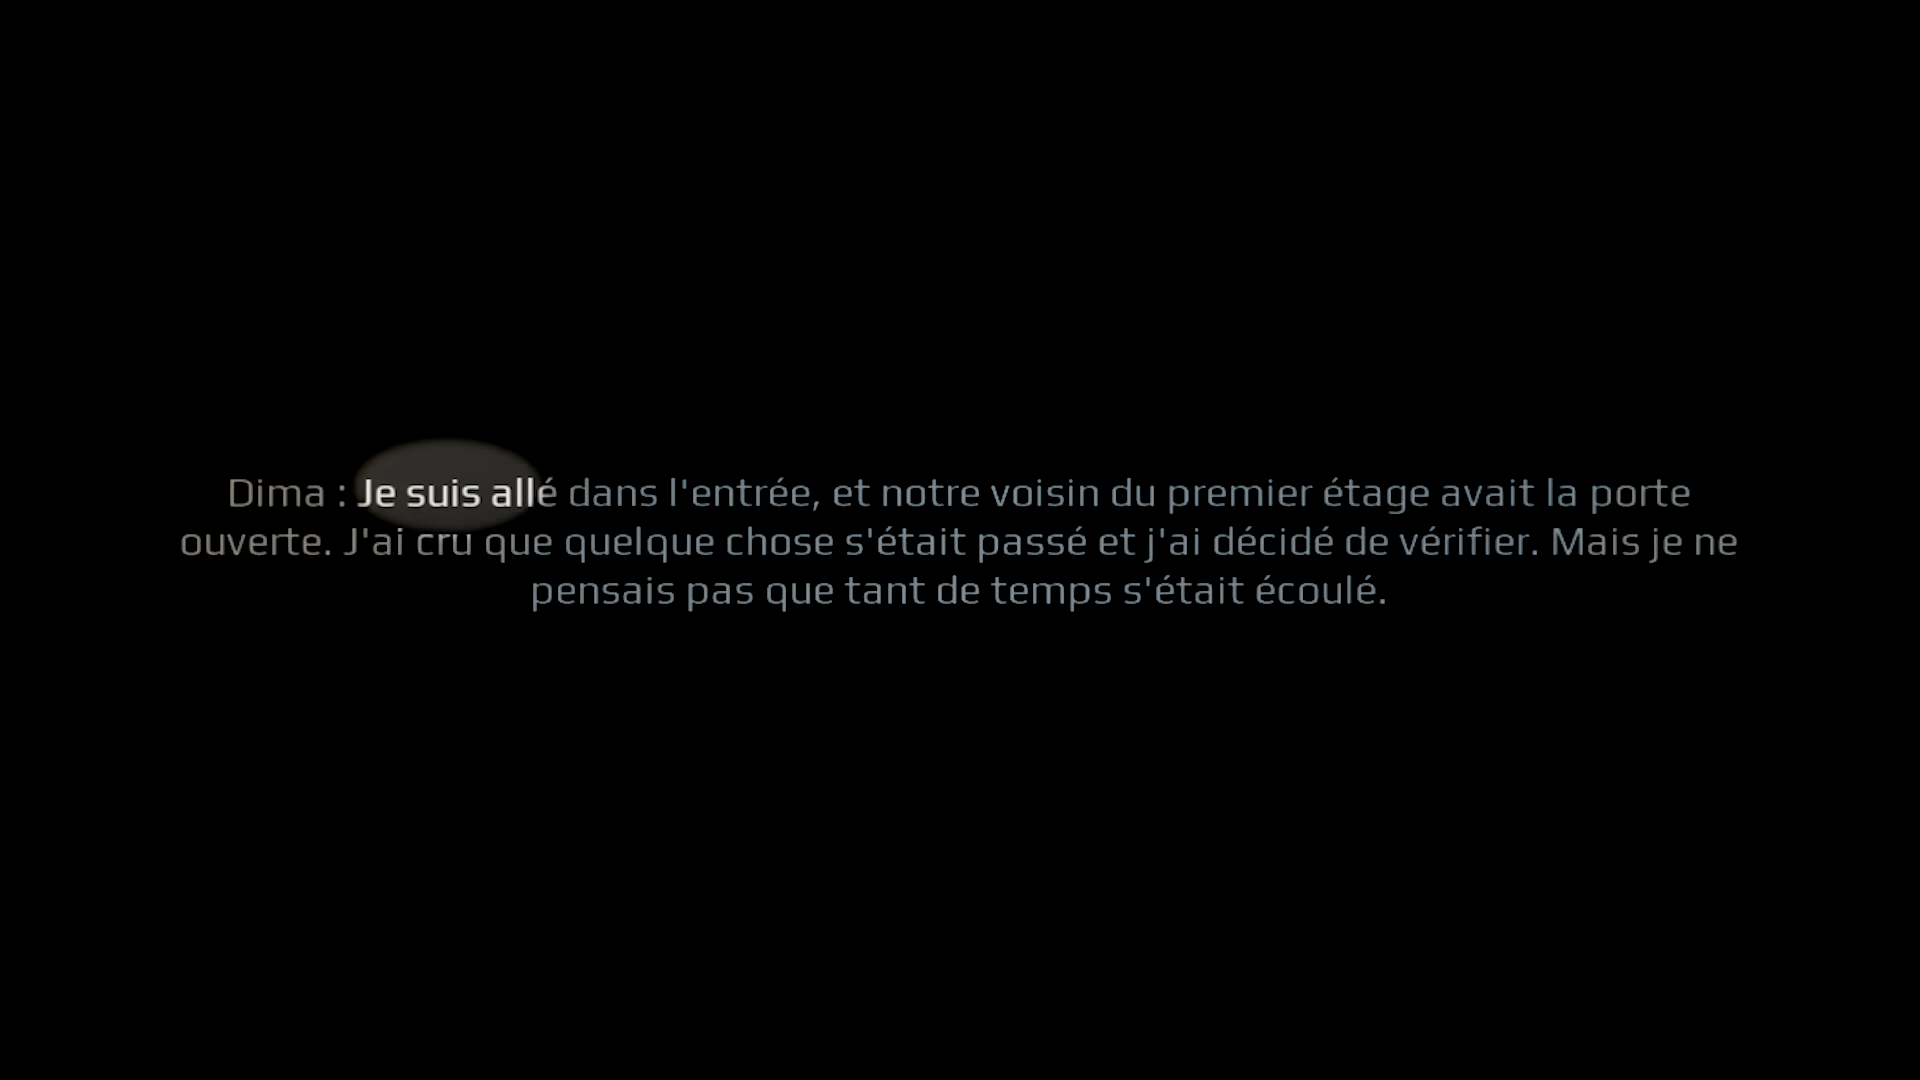 Dima : Je suis allé dans l'entrée, et notre voisin du premier étage avait la porte
ouverte. J'ai cru que quelque chose s'était passé et j'ai décidé de vérifier. Mais je ne
pensais pas que tant de temps s'était écoulé.